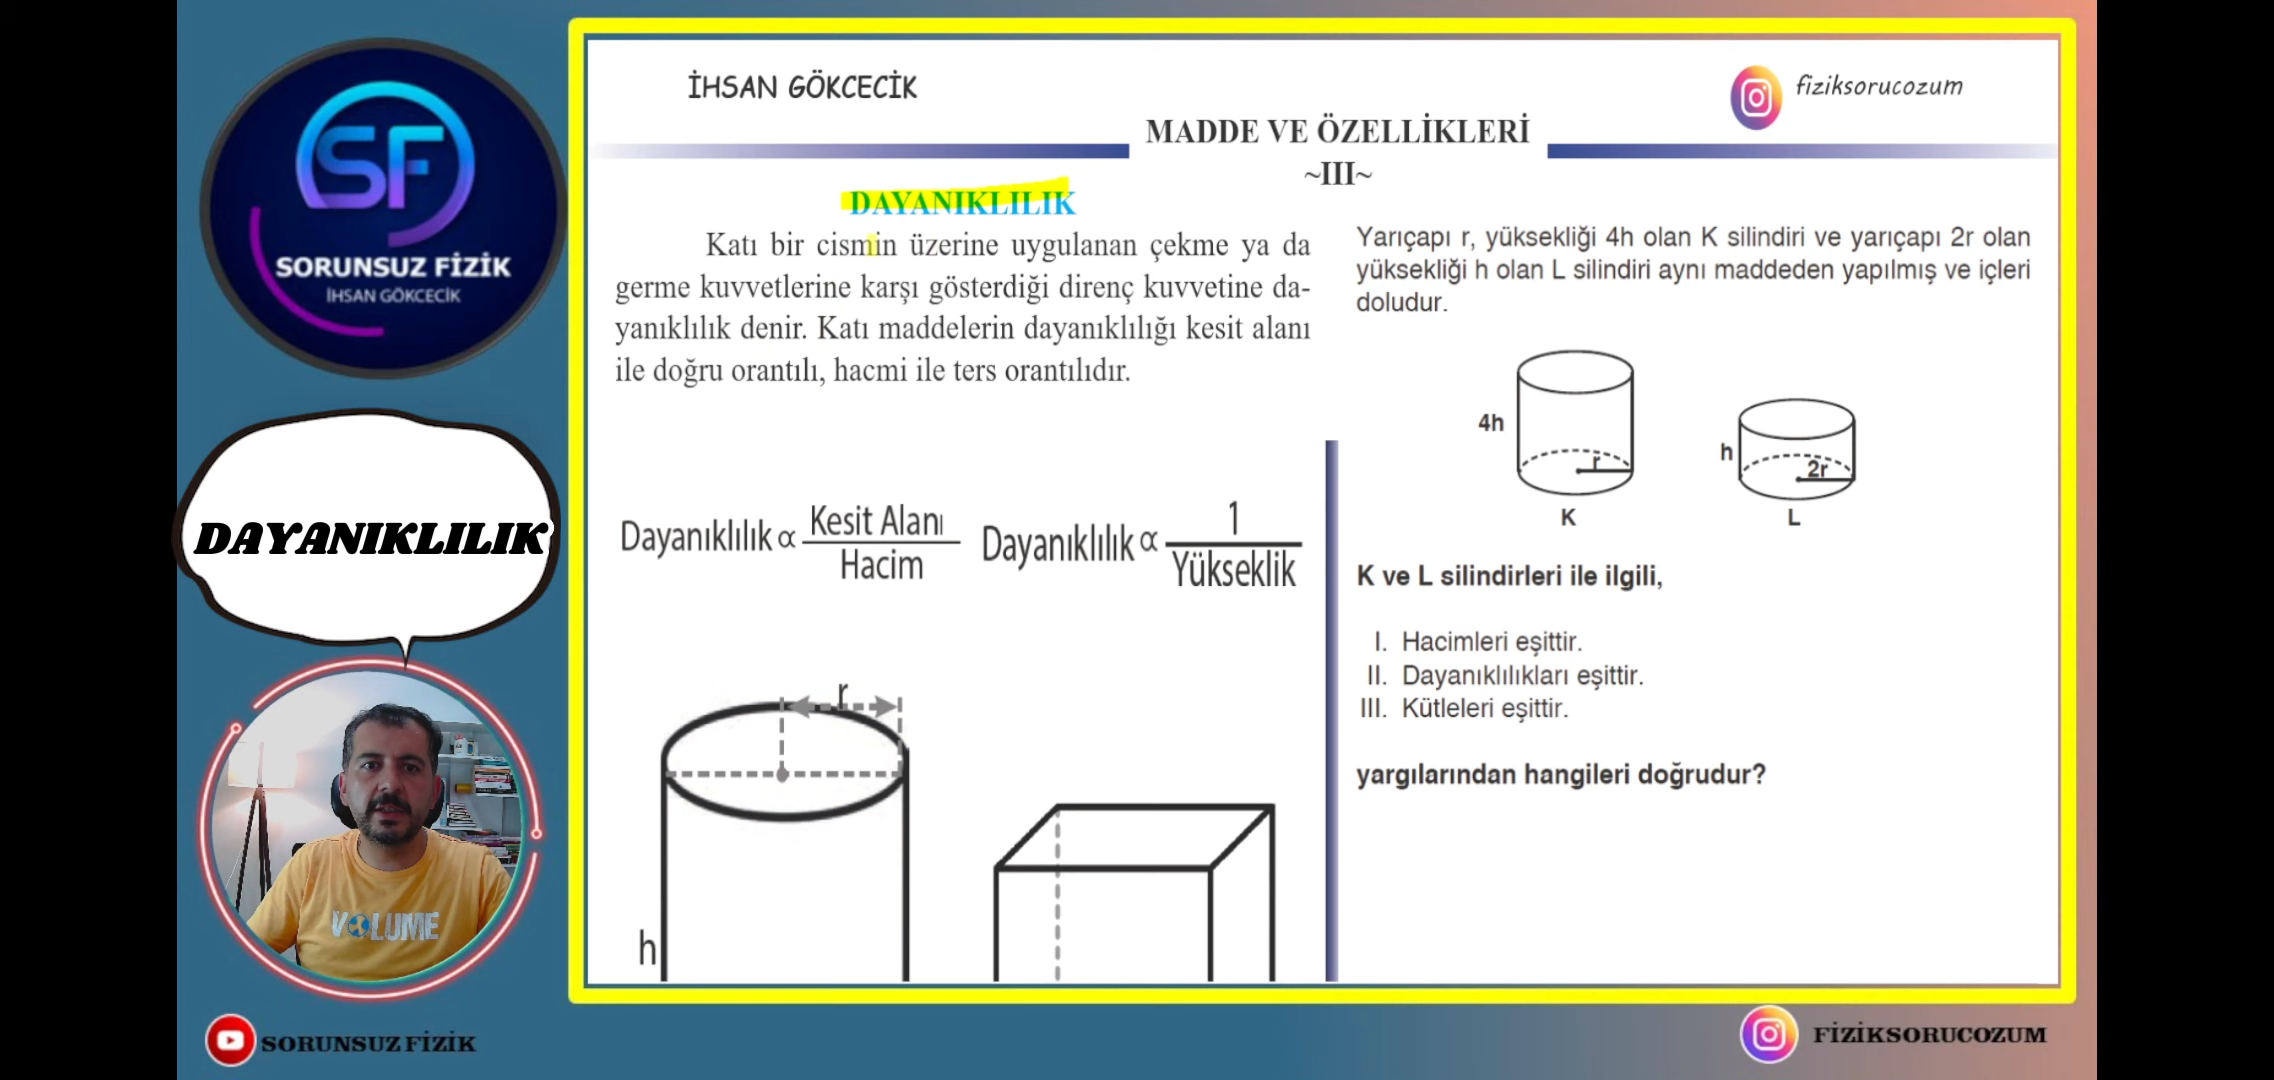 SF
SORUNSUZ FİZİK
İHSAN GÖKCECİK
DAYANIKLILIK
VOLUME
SORUNSUZ FİZİK
İHSAN GÖKCECİK
fiziksorucozum
MADDE VE ÖZELLİKLERİ
~III~
DAYANIKLILIK
Katı bir cismin üzerine uygulanan çekme ya da
germe kuvvetlerine karşı gösterdiği direnç kuvvetine da-
yanıklılık denir. Katı maddelerin dayanıklılığı kesit alanı
ile doğru orantılı, hacmi ile ters orantılıdır.
Dayanıklılık ∝ Kesit Alanı / Hacim
Dayanıklılık ∝ 1 / Yükseklik
r
h
Yarıçapı r, yüksekliği 4h olan K silindiri ve yarıçapı 2r olan
yüksekliği h olan L silindiri aynı maddeden yapılmış ve içleri
doludur.
4h
r
K
h
2r
L
K ve L silindirleri ile ilgili,
I. Hacimleri eşittir.
II. Dayanıklılıkları eşittir.
III. Kütleleri eşittir.
yargılarından hangileri doğrudur?
FİZİKSORUCOZUM